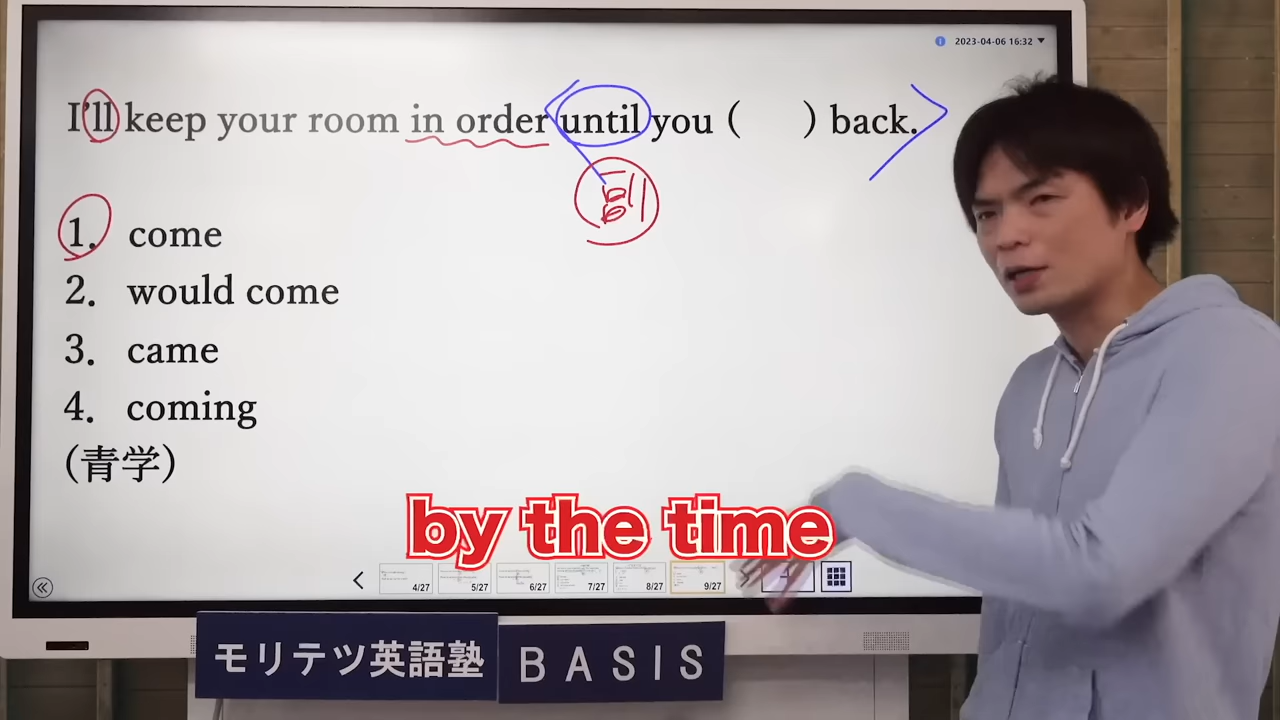 2023-04-06 16:32
I'll keep your room in order until you (     ) back.
副
1. come
2. would come
3. came
4. coming
(青学)
by the time
4/27 5/27 6/27 7/27 8/27 9/27
モリテツ英語塾 BASIS